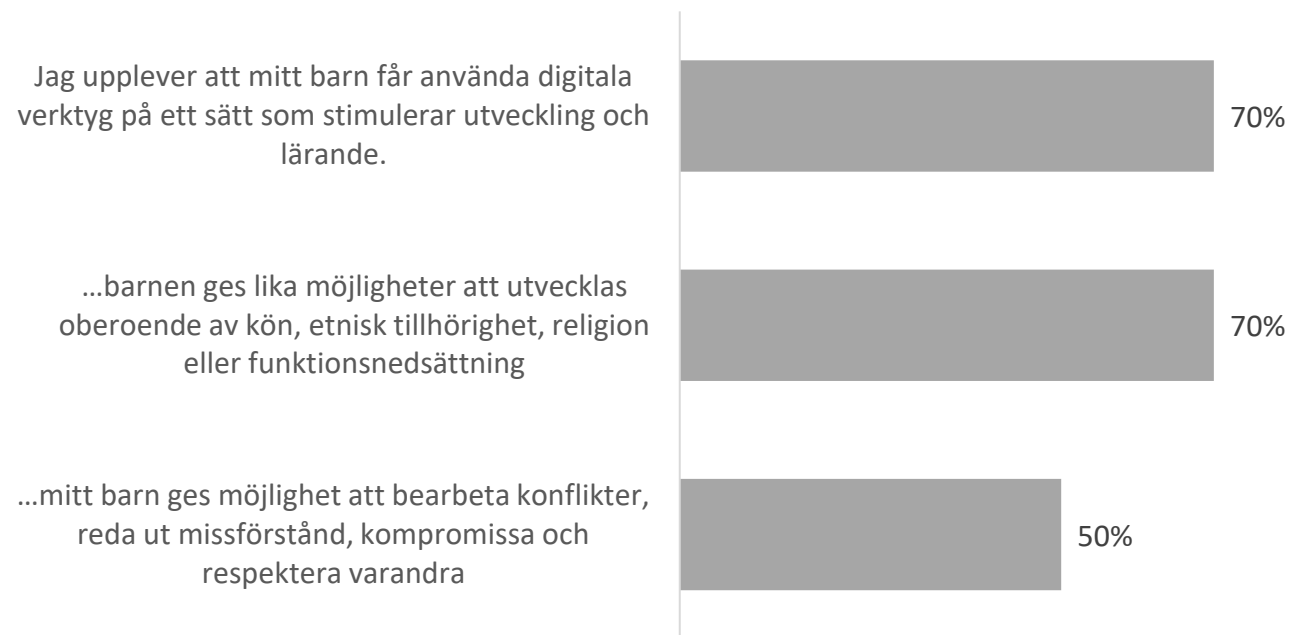 Jag upplever att mitt barn får använda digitala
verktyg på ett sätt som stimulerar utveckling och
lärande.
70%
…barnen ges lika möjligheter att utvecklas
oberoende av kön, etnisk tillhörighet, religion
eller funktionsnedsättning
70%
…mitt barn ges möjlighet att bearbeta konflikter,
reda ut missförstånd, kompromissa och
respektera varandra
50%